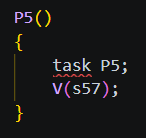 P5()
{
task P5;
V(s57);
}